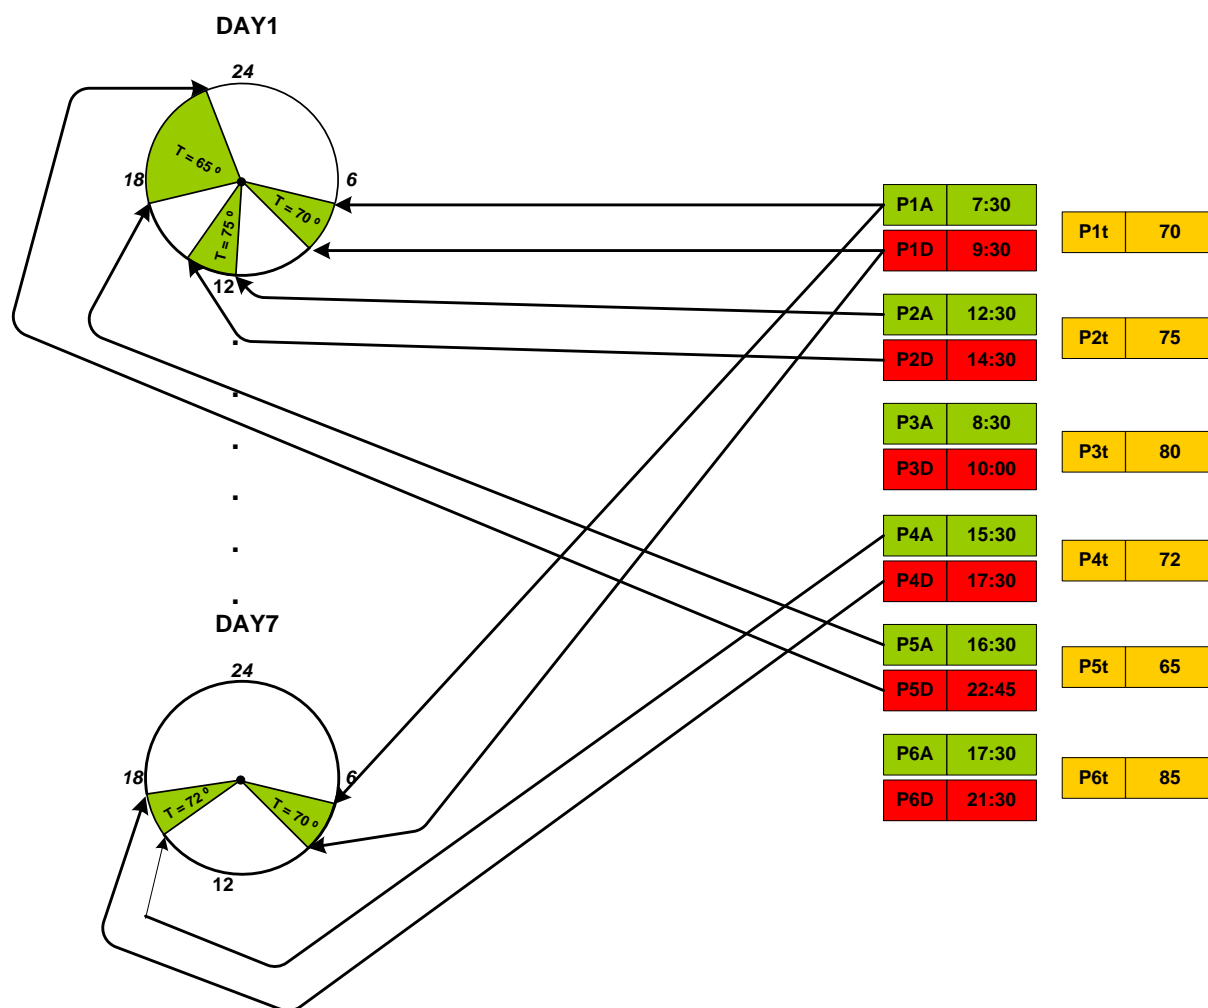 DAY1
24
18
6
12
T = 65 º
T = 70 º
T = 75 º
.
.
.
.
.
.
DAY7
24
18
6
12
T = 72 º
T = 70 º
P1A 7:30
P1D 9:30
P1t 70
P2A 12:30
P2D 14:30
P2t 75
P3A 8:30
P3D 10:00
P3t 80
P4A 15:30
P4D 17:30
P4t 72
P5A 16:30
P5D 22:45
P5t 65
P6A 17:30
P6D 21:30
P6t 85